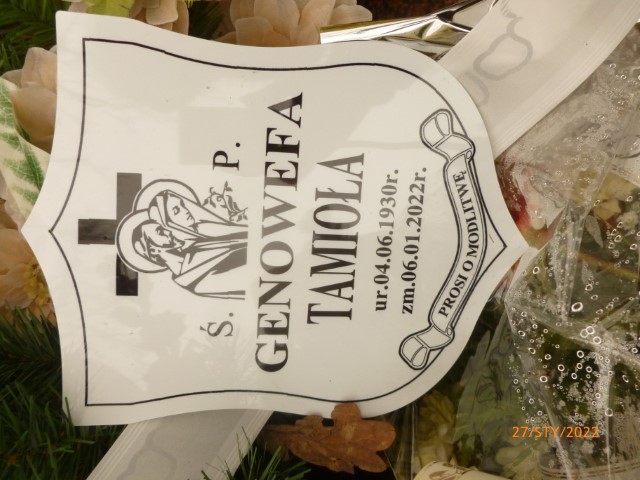 Ś. P.
GENOWEFA
TAMIOŁA
ur.04.06.1930r.
zm.06.01.2022r.
PROSI O MODLITWĘ
27/STY/2022